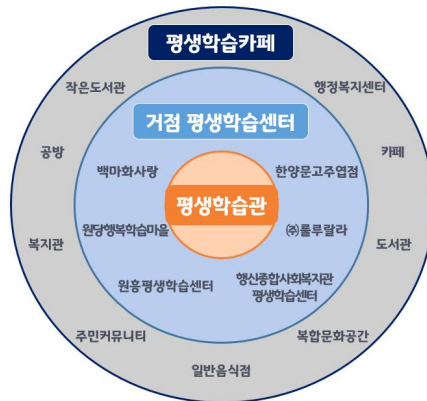 평생학습카페
작은도서관
행정복지센터
거점 평생학습센터
공방
카페
백마화사랑
한양문고주엽점
평생학습관
원당행복학습마을
㈜룰루랄라
복지관
도서관
원흥평생학습센터
행신종합사회복지관
평생학습센터
주민커뮤니티
복합문화공간
일반음식점